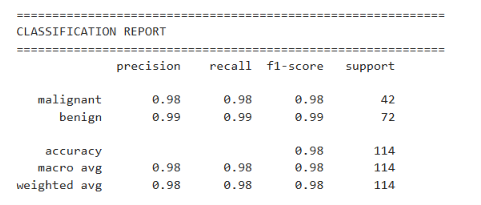 ============================================================
CLASSIFICATION REPORT
============================================================
              precision    recall  f1-score   support

   malignant       0.98      0.98      0.98        42
      benign       0.99      0.99      0.99        72

    accuracy                           0.98       114
   macro avg       0.98      0.98      0.98       114
weighted avg       0.98      0.98      0.98       114